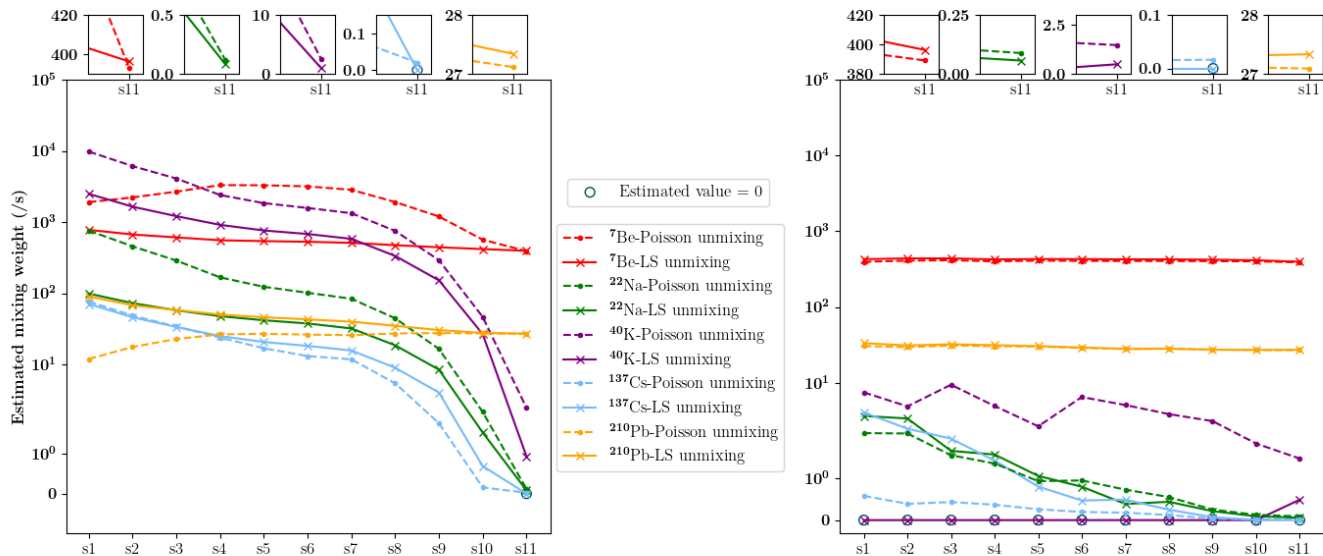 420
400
s11
0.5
0.0
s11
10
0
s11
0.1
0.0
s11
28
27
s11
Estimated mixing weight (/s)
10⁵
10⁴
10³
10²
10¹
10⁰
0
s1 s2 s3 s4 s5 s6 s7 s8 s9 s10 s11
Estimated value = 0
⁷Be-Poisson unmixing
⁷Be-LS unmixing
²²Na-Poisson unmixing
²²Na-LS unmixing
⁴⁰K-Poisson unmixing
⁴⁰K-LS unmixing
¹³⁷Cs-Poisson unmixing
¹³⁷Cs-LS unmixing
²¹⁰Pb-Poisson unmixing
²¹⁰Pb-LS unmixing
420
400
380
s11
0.25
0.00
s11
2.5
0.0
s11
0.1
0.0
s11
28
27
s11
10⁵
10⁴
10³
10²
10¹
10⁰
0
s1 s2 s3 s4 s5 s6 s7 s8 s9 s10 s11